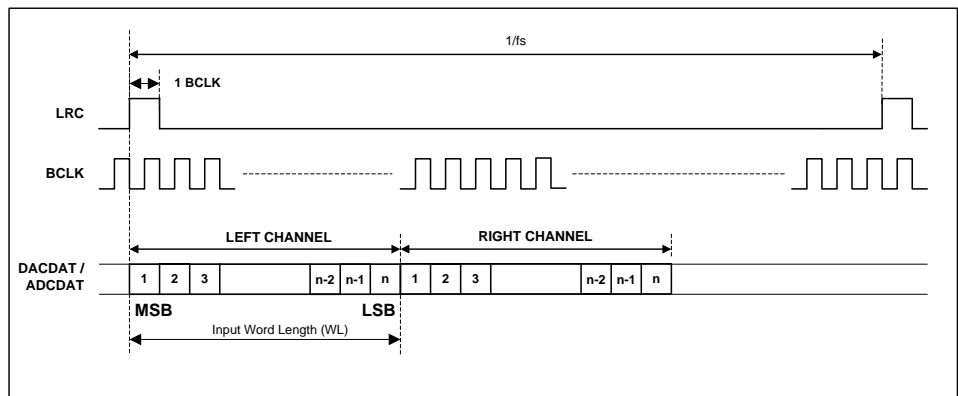 1/fs
1 BCLK
LRC
BCLK
LEFT CHANNEL
RIGHT CHANNEL
DACDAT /
ADCDAT
1 2 3 n-2 n-1 n 1 2 3 n-2 n-1 n
MSB LSB
Input Word Length (WL)